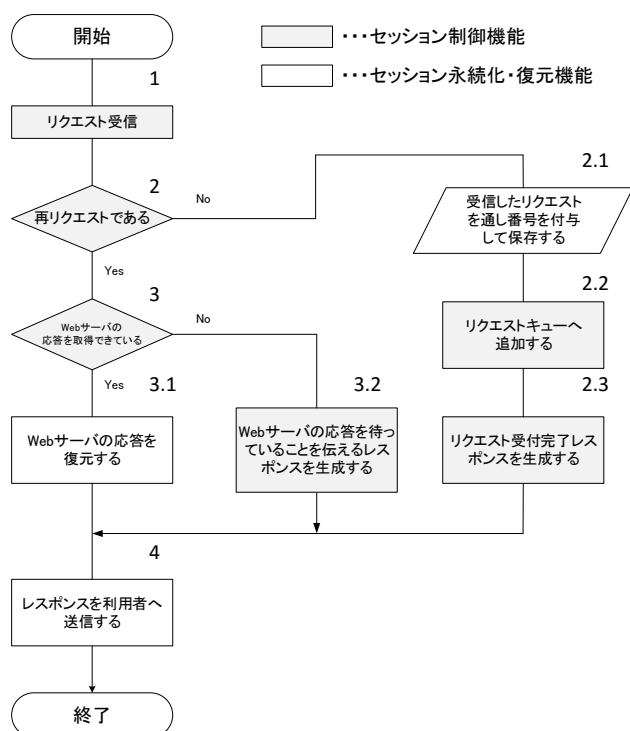 開始
・・・セッション制御機能
・・・セッション永続化・復元機能
1
リクエスト受信
2
再リクエストである
No
Yes
2.1
受信したリクエスト
を通し番号を付与
して保存する
2.2
リクエストキューへ
追加する
2.3
リクエスト受付完了レス
ポンスを生成する
3
Webサーバの
応答を取得できている
No
Yes
3.1
Webサーバの応答を
復元する
3.2
Webサーバの応答を待っ
ていることを伝えるレス
ポンスを生成する
4
レスポンスを利用者へ
送信する
終了